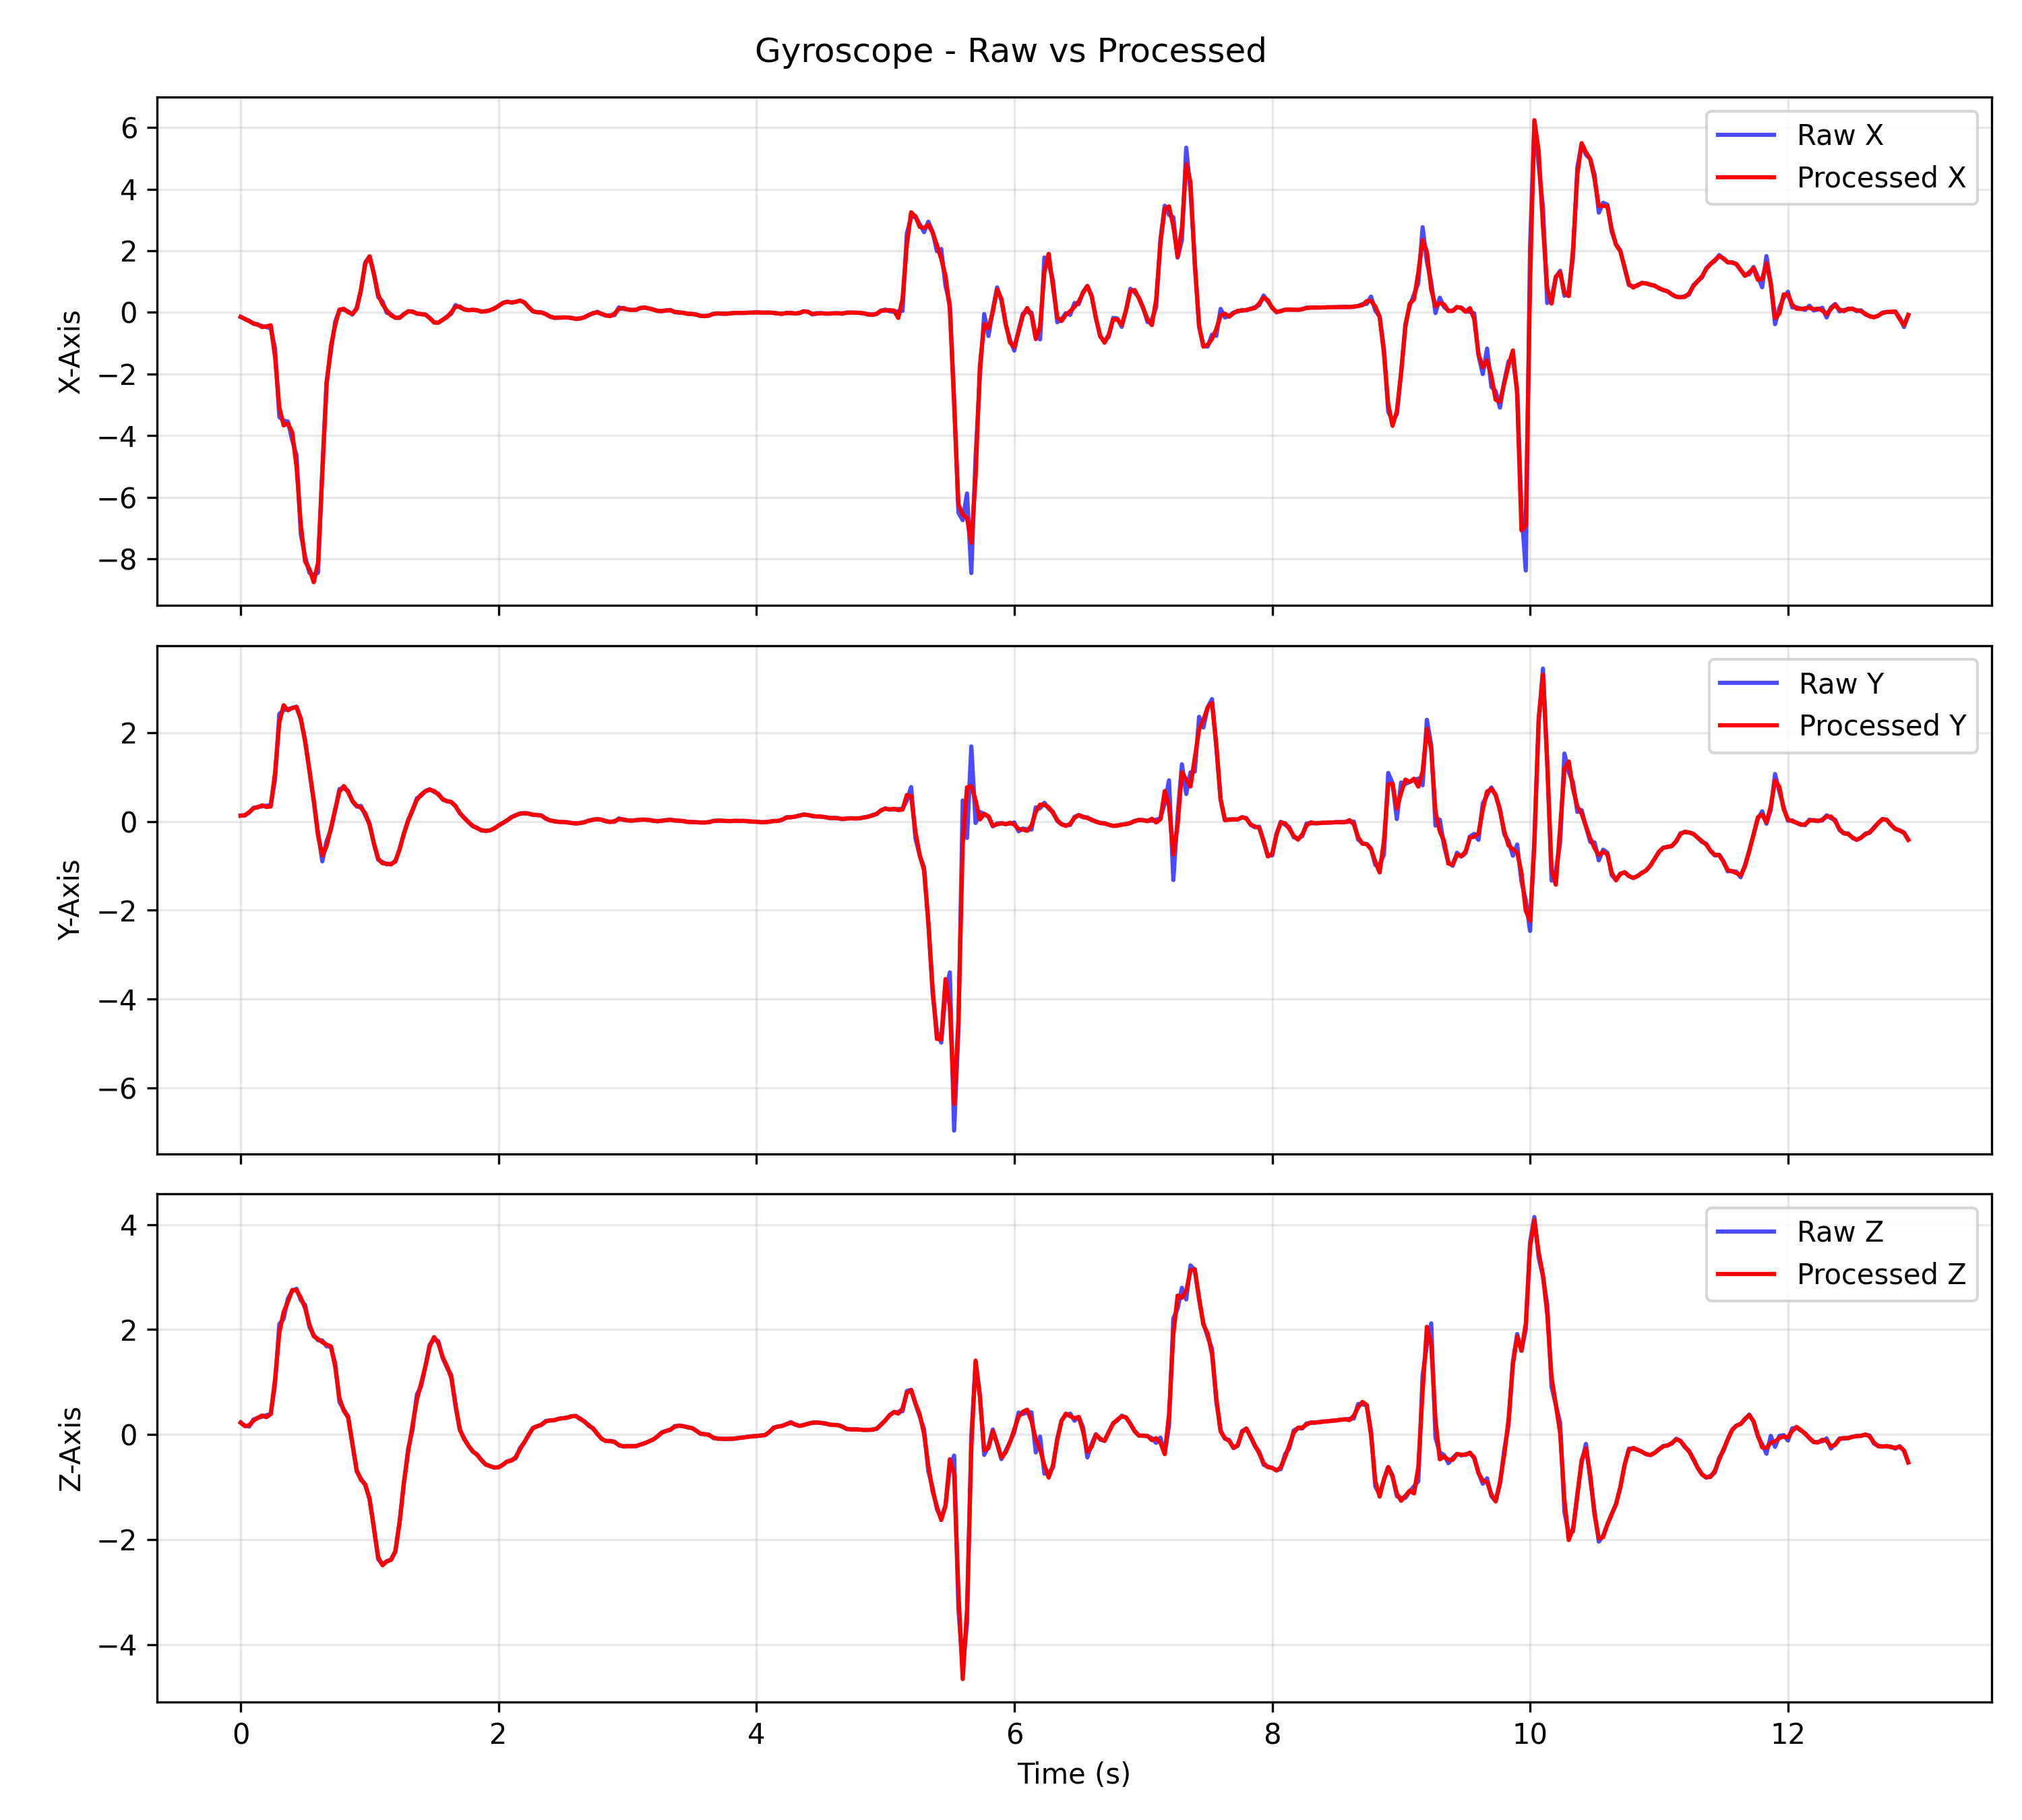 Gyroscope - Raw vs Processed
6
4
2
0
−2
−4
−6
−8
X-Axis
Raw X
Processed X
2
0
−2
−4
−6
Y-Axis
Raw Y
Processed Y
4
2
0
−2
−4
Z-Axis
Raw Z
Processed Z
0 2 4 6 8 10 12
Time (s)